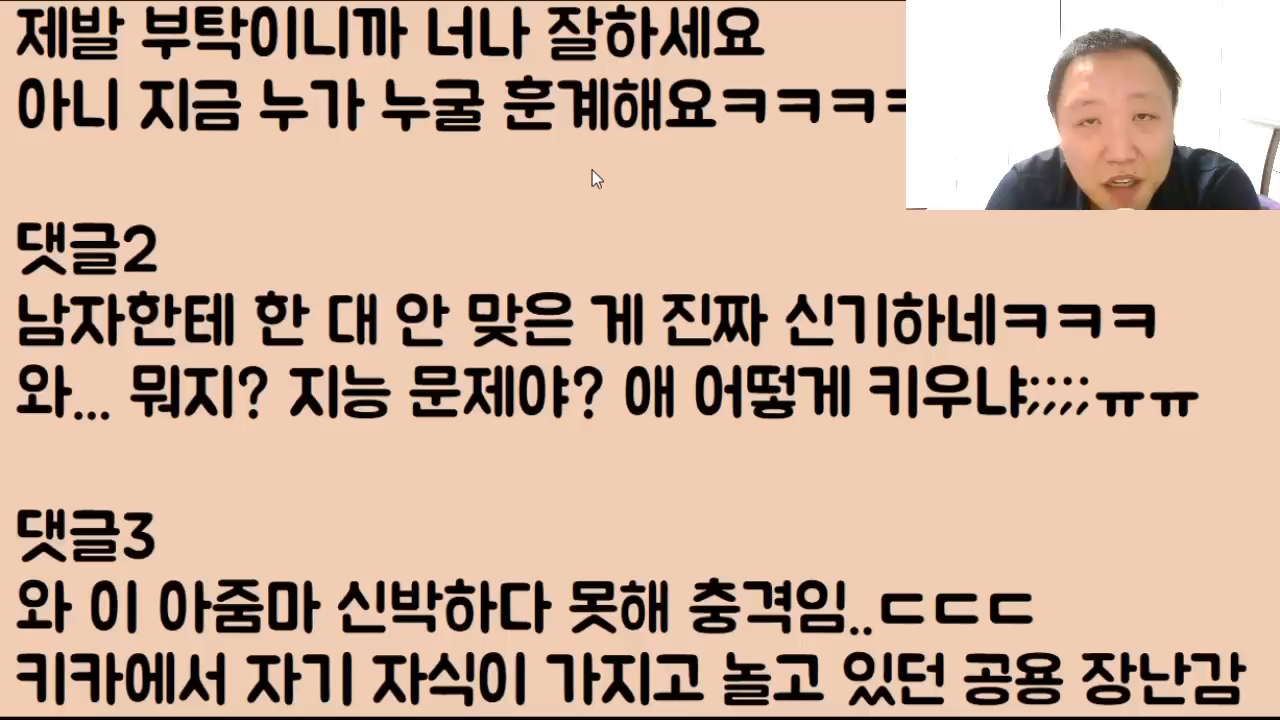 제발 부탁이니까 너나 잘하세요
아니 지금 누가 누굴 훈계해요ㅋㅋㅋㅋ
댓글2
남자한테 한 대 안 맞은 게 진짜 신기하네ㅋㅋㅋ
와... 뭐지? 지능 문제야? 애 어떻게 키우냐;;;;ㅠㅠ
댓글3
와 이 아줌마 신박하다 못해 충격임..ㄷㄷㄷ
키카에서 자기 자식이 가지고 놀고 있던 공용 장난감